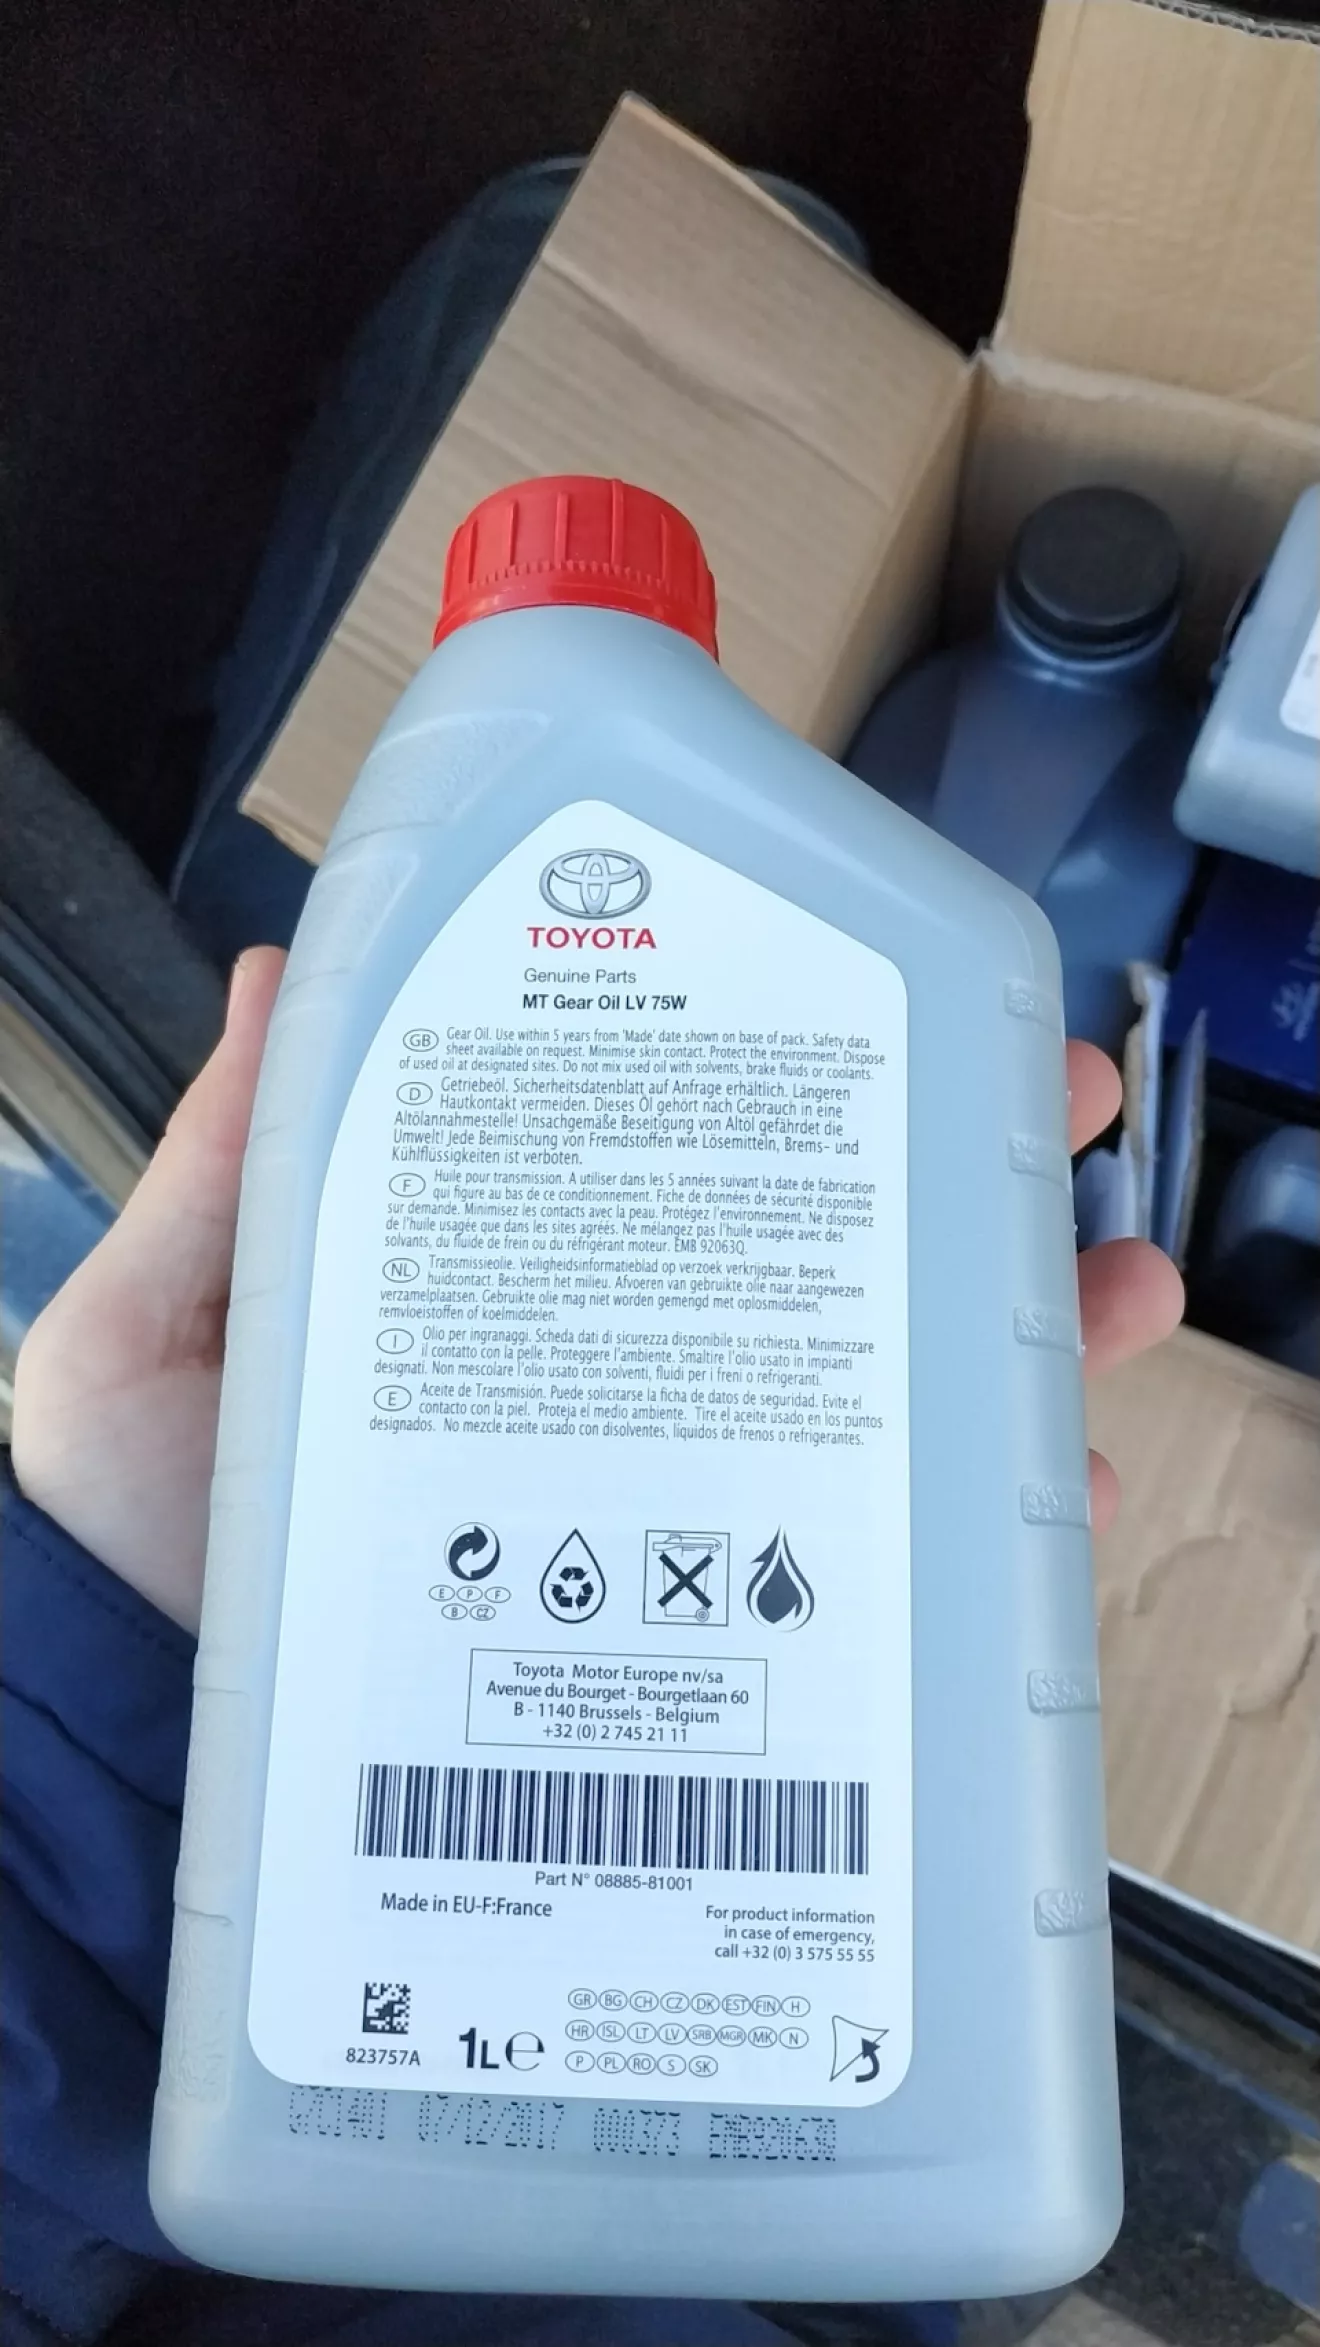 TOYOTA
Genuine Parts
MT Gear Oil LV 75W
GB Gear Oil. Use within 5 years from 'Made' date shown on base of pack. Safety data
sheet available on request. Minimise skin contact. Protect the environment. Dispose
of used oil at designated sites. Do not mix used oil with solvents, brake fluids or coolants.
D Getriebeöl. Sicherheitsdatenblatt auf Anfrage erhältlich. Längeren
Hautkontakt vermeiden. Dieses Öl gehört nach Gebrauch in eine
Altölannahmestelle! Unsachgemäße Beseitigung von Altöl gefährdet die
Umwelt! Jede Beimischung von Fremdstoffen wie Lösemitteln, Brems- und
Kühlflüssigkeiten ist verboten.
F Huile pour transmission. A utiliser dans les 5 années suivant la date de fabrication
qui figure au bas de ce conditionnement. Fiche de données de sécurité disponible
sur demande. Minimisez les contacts avec la peau. Protégez l'environnement. Ne disposez
de l'huile usagée que dans les sites agréés. Ne mélangez pas l'huile usagée avec des
solvants, du fluide de frein ou du réfrigérant moteur. EMB 92063Q.
NL Transmissieolie. Veiligheidsinformatieblad op verzoek verkrijgbaar. Beperk
huidcontact. Bescherm het milieu. Afvoeren van gebruikte olie naar aangewezen
verzamelplaatsen. Gebruikte olie mag niet worden gemengd met oplosmiddelen,
remvloeistoffen of koelmiddelen.
I Olio per ingranaggi. Scheda dati di sicurezza disponibile su richiesta. Minimizzare
il contatto con la pelle. Proteggere l'ambiente. Smaltire l'olio usato in impianti
designati. Non mescolare l'olio usato con solventi, fluidi per i freni o refrigeranti.
E Aceite de Transmisión. Puede solicitarse la ficha de datos de seguridad. Evite el
contacto con la piel. Proteja el medio ambiente. Tire el aceite usado en los puntos
designados. No mezcle aceite usado con disolventes, líquidos de frenos o refrigerantes.
E P F
B CZ
Toyota Motor Europe nv/sa
Avenue du Bourget - Bourgetlaan 60
B - 1140 Brussels - Belgium
+32 (0) 2 745 21 11
Part N° 08885-81001
Made in EU-F:France
For product information
in case of emergency,
call +32 (0) 3 575 55 55
823757A
1L e
GR BG CH CZ DK EST FIN H
HR ISL LT LV SRB MGR MK N
P PL RO S SK
07/12/2017 000373